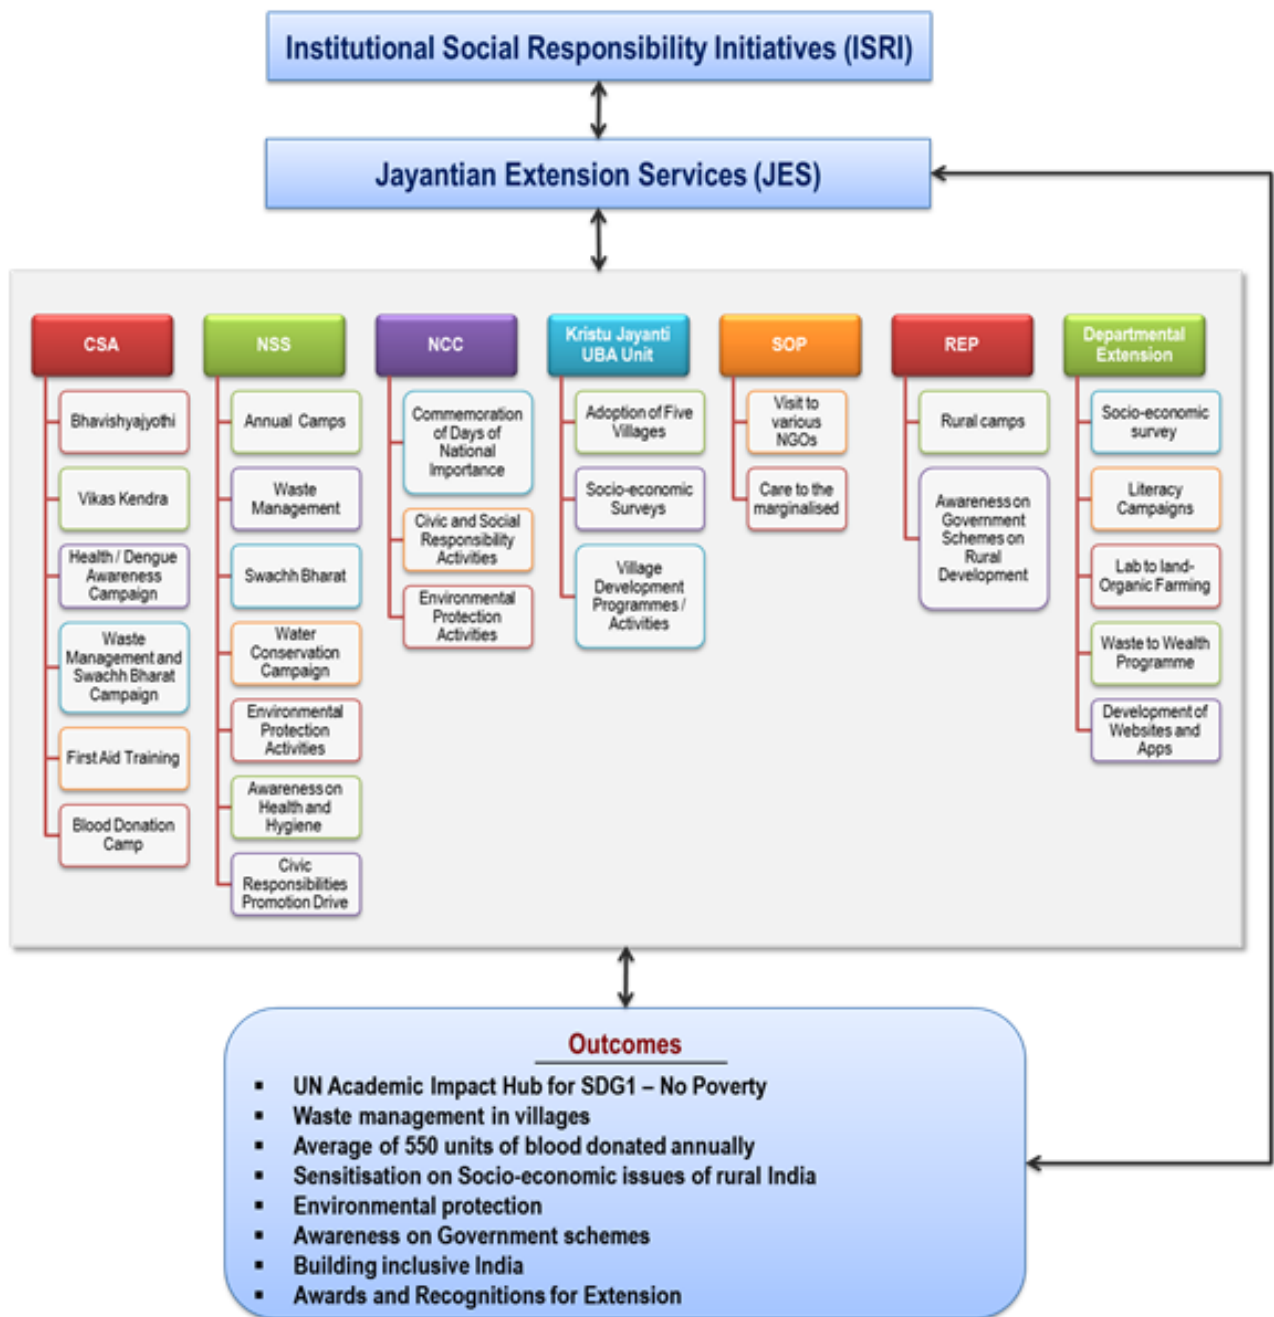 Institutional Social Responsibility Initiatives (ISRI)
Jayantian Extension Services (JES)
CSA
Bhavishyajyothi
Vikas Kendra
Health / Dengue
Awareness
Campaign
Waste
Management and
Swachh Bharat
Campaign
First Aid Training
Blood Donation
Camp
NSS
Annual Camps
Waste
Management
Swachh Bharat
Water
Conservation
Campaign
Environmental
Protection
Activities
Awareness on
Health and
Hygiene
Civic
Responsibilities
Promotion Drive
NCC
Commemoration
of Days of
National
Importance
Civic and Social
Responsibility
Activities
Environmental
Protection
Activities
Kristu Jayanti
UBA Unit
Adoption of Five
Villages
Socio-economic
Surveys
Village
Development
Programmes /
Activities
SOP
Visit to
various
NGOs
Care to the
marginalised
REP
Rural camps
Awareness on
Government
Schemes on
Rural
Development
Departmental
Extension
Socio-economic
survey
Literacy
Campaigns
Lab to land-
Organic Farming
Waste to Wealth
Programme
Development of
Websites and
Apps
Outcomes
▪ UN Academic Impact Hub for SDG1 – No Poverty
▪ Waste management in villages
▪ Average of 550 units of blood donated annually
▪ Sensitisation on Socio-economic issues of rural India
▪ Environmental protection
▪ Awareness on Government schemes
▪ Building inclusive India
▪ Awards and Recognitions for Extension